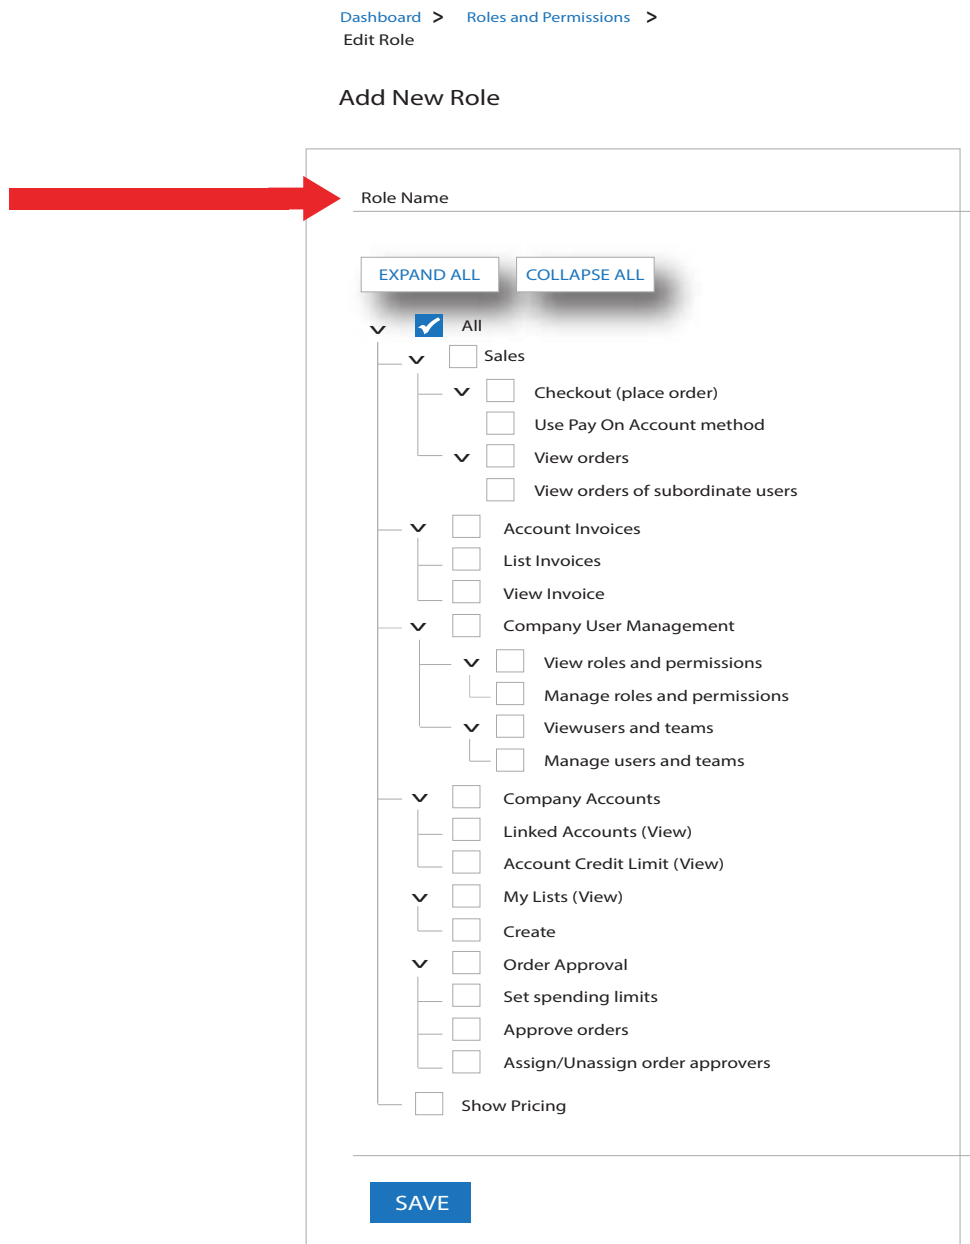 Dashboard > Roles and Permissions >
Edit Role
Add New Role
Role Name
EXPAND ALL COLLAPSE ALL
All
Sales
Checkout (place order)
Use Pay On Account method
View orders
View orders of subordinate users
Account Invoices
List Invoices
View Invoice
Company User Management
View roles and permissions
Manage roles and permissions
Viewusers and teams
Manage users and teams
Company Accounts
Linked Accounts (View)
Account Credit Limit (View)
My Lists (View)
Create
Order Approval
Set spending limits
Approve orders
Assign/Unassign order approvers
Show Pricing
SAVE